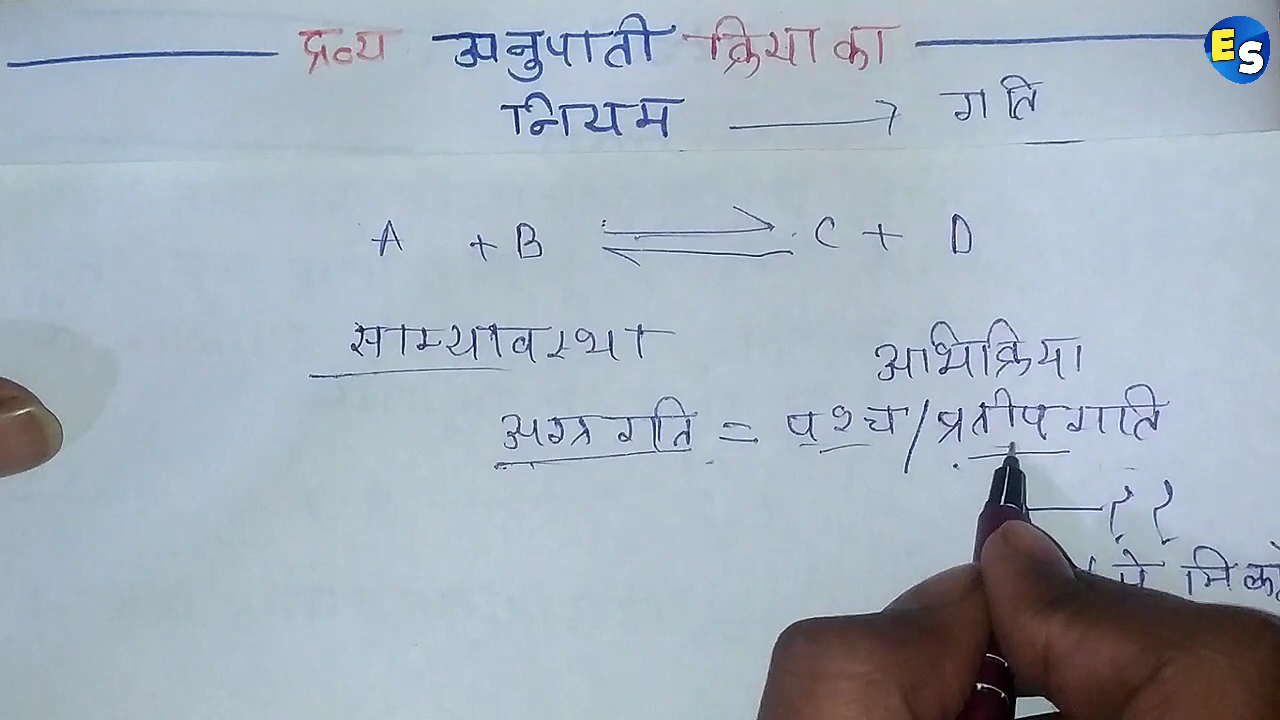 द्रव्य अनुपाती क्रिया का
नियम → गति
A + B ⇌ C + D
साम्यावस्था
अभिक्रिया
अग्र गति = पश्च / प्रतीप गति
ES